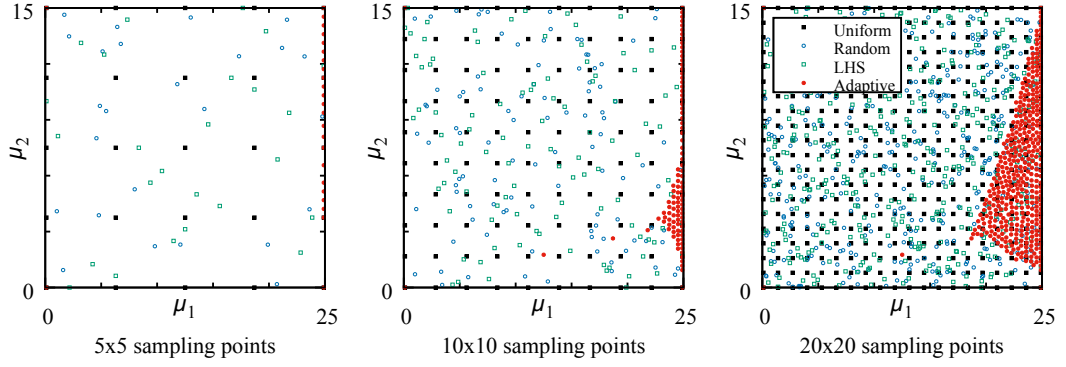 15
μ2
0
0
μ1
25
5x5 sampling points
15
μ2
0
0
μ1
25
10x10 sampling points
15
μ2
0
0
μ1
25
20x20 sampling points
Uniform
Random
LHS
Adaptive